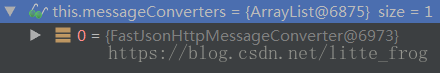 this.messageConverters = {ArrayList@6875} size = 1
0 = {FastJsonHttpMessageConverter@6973}
https://blog.csdn.net/litte_frog